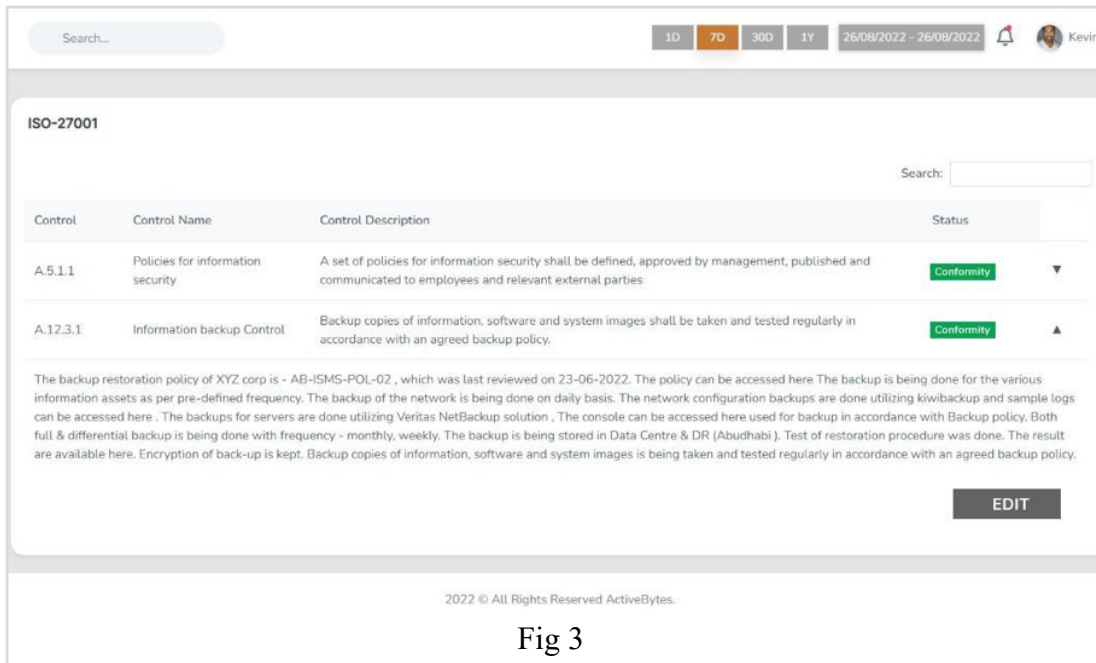 Search...
1D 7D 30D 1Y 26/08/2022 - 26/08/2022 Kevin
ISO-27001
Search:
Control Control Name Control Description Status
A.5.1.1 Policies for information security A set of policies for information security shall be defined, approved by management, published and communicated to employees and relevant external parties Conformity
A.12.3.1 Information backup Control Backup copies of information, software and system images shall be taken and tested regularly in accordance with an agreed backup policy. Conformity
The backup restoration policy of XYZ corp is - AB-ISMS-POL-02 , which was last reviewed on 23-06-2022. The policy can be accessed here The backup is being done for the various
information assets as per pre-defined frequency. The backup of the network is being done on daily basis. The network configuration backups are done utilizing kiwibackup and sample logs
can be accessed here . The backups for servers are done utilizing Veritas NetBackup solution , The console can be accessed here used for backup in accordance with Backup policy. Both
full & differential backup is being done with frequency - monthly, weekly. The backup is being stored in Data Centre & DR (Abudhabi ). Test of restoration procedure was done. The result
are available here. Encryption of back-up is kept. Backup copies of information, software and system images is being taken and tested regularly in accordance with an agreed backup policy.
EDIT
2022 © All Rights Reserved ActiveBytes.
Fig 3